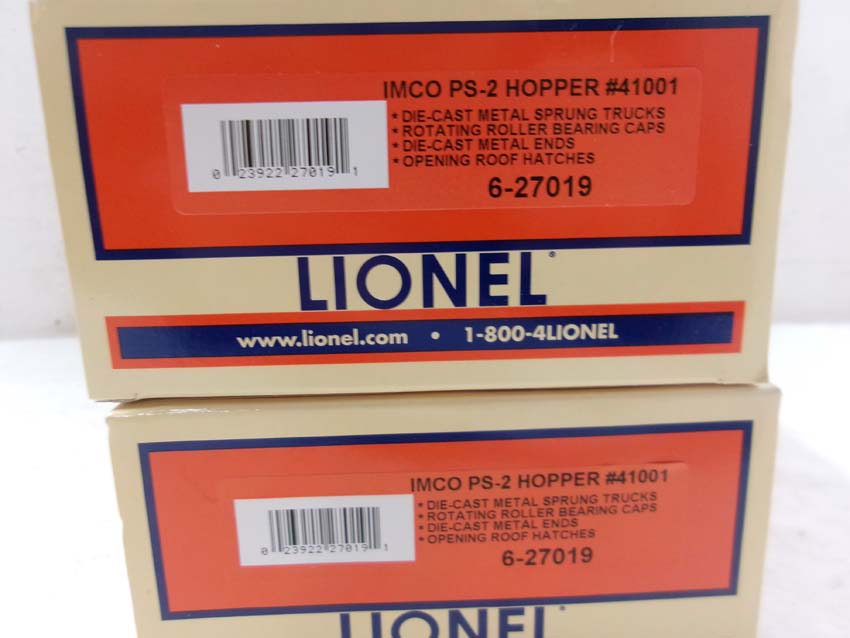 IMCO PS-2 HOPPER #41001
* DIE-CAST METAL SPRUNG TRUCKS
* ROTATING ROLLER BEARING CAPS
* DIE-CAST METAL ENDS
* OPENING ROOF HATCHES
0 23922 27019 1
6-27019
LIONEL®
www.lionel.com • 1-800-4LIONEL
IMCO PS-2 HOPPER #41001
* DIE-CAST METAL SPRUNG TRUCKS
* ROTATING ROLLER BEARING CAPS
* DIE-CAST METAL ENDS
* OPENING ROOF HATCHES
0 23922 27019 1
6-27019
LIONEL®